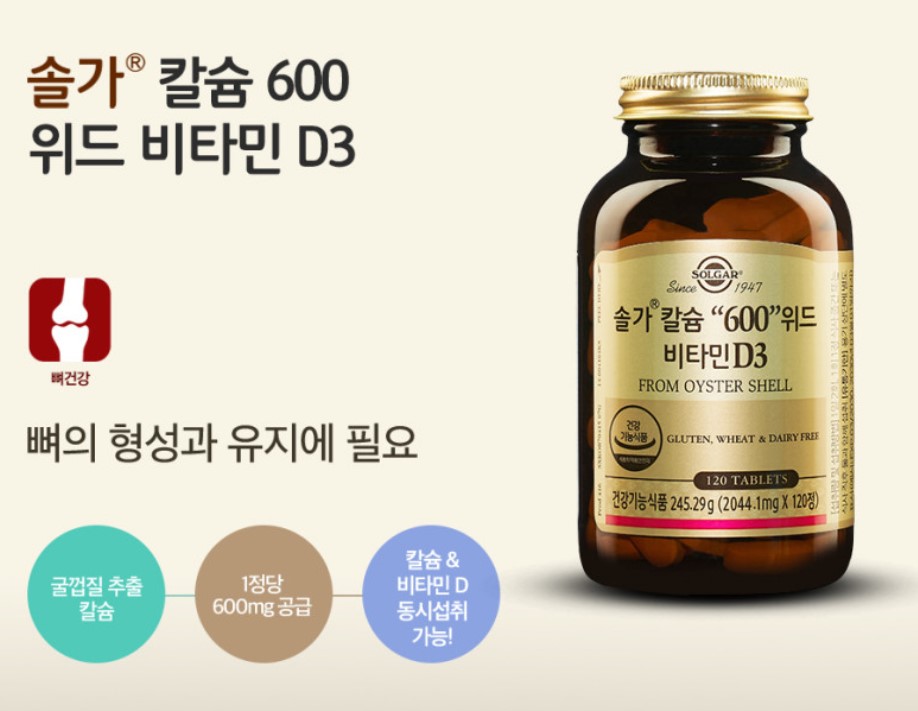 솔가® 칼슘 600
위드 비타민 D3
뼈건강
뼈의 형성과 유지에 필요
굴껍질 추출
칼슘
1정당
600mg 공급
칼슘 &
비타민 D
동시섭취
가능!
SOLGAR®
Since 1947
솔가® 칼슘 “600”위드
비타민D3
FROM OYSTER SHELL
건강
기능식품
GLUTEN, WHEAT & DAIRY FREE
120 TABLETS
건강기능식품 245.29g (2044.1mg X 120정)